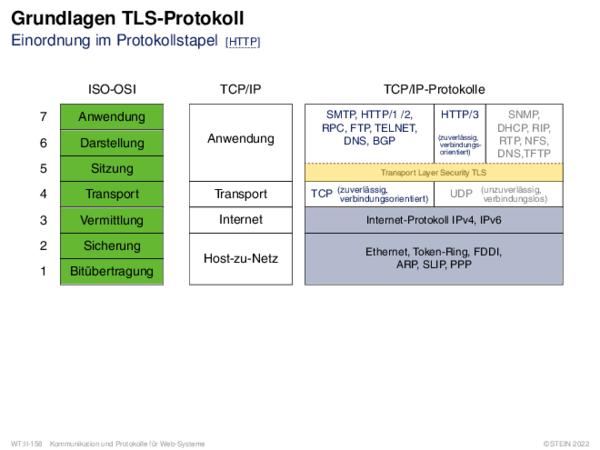 Grundlagen TLS-Protokoll
Einordnung im Protokollstapel [HTTP]
ISO-OSI TCP/IP TCP/IP-Protokolle
7 Anwendung
6 Darstellung
5 Sitzung
4 Transport
3 Vermittlung
2 Sicherung
1 Bitübertragung
Anwendung
Transport
Internet
Host-zu-Netz
SMTP, HTTP/1 /2,
RPC, FTP, TELNET,
DNS, BGP
HTTP/3
(zuverlässig,
verbindungs-
orientiert)
SNMP,
DHCP, RIP,
RTP, NFS,
DNS,TFTP
Transport Layer Security TLS
TCP (zuverlässig,
verbindungsorientiert)
UDP (unzuverlässig,
verbindungslos)
Internet-Protokoll IPv4, IPv6
Ethernet, Token-Ring, FDDI,
ARP, SLIP, PPP
WT:II-158 Kommunikation und Protokolle für Web-Systeme ©STEIN 2022